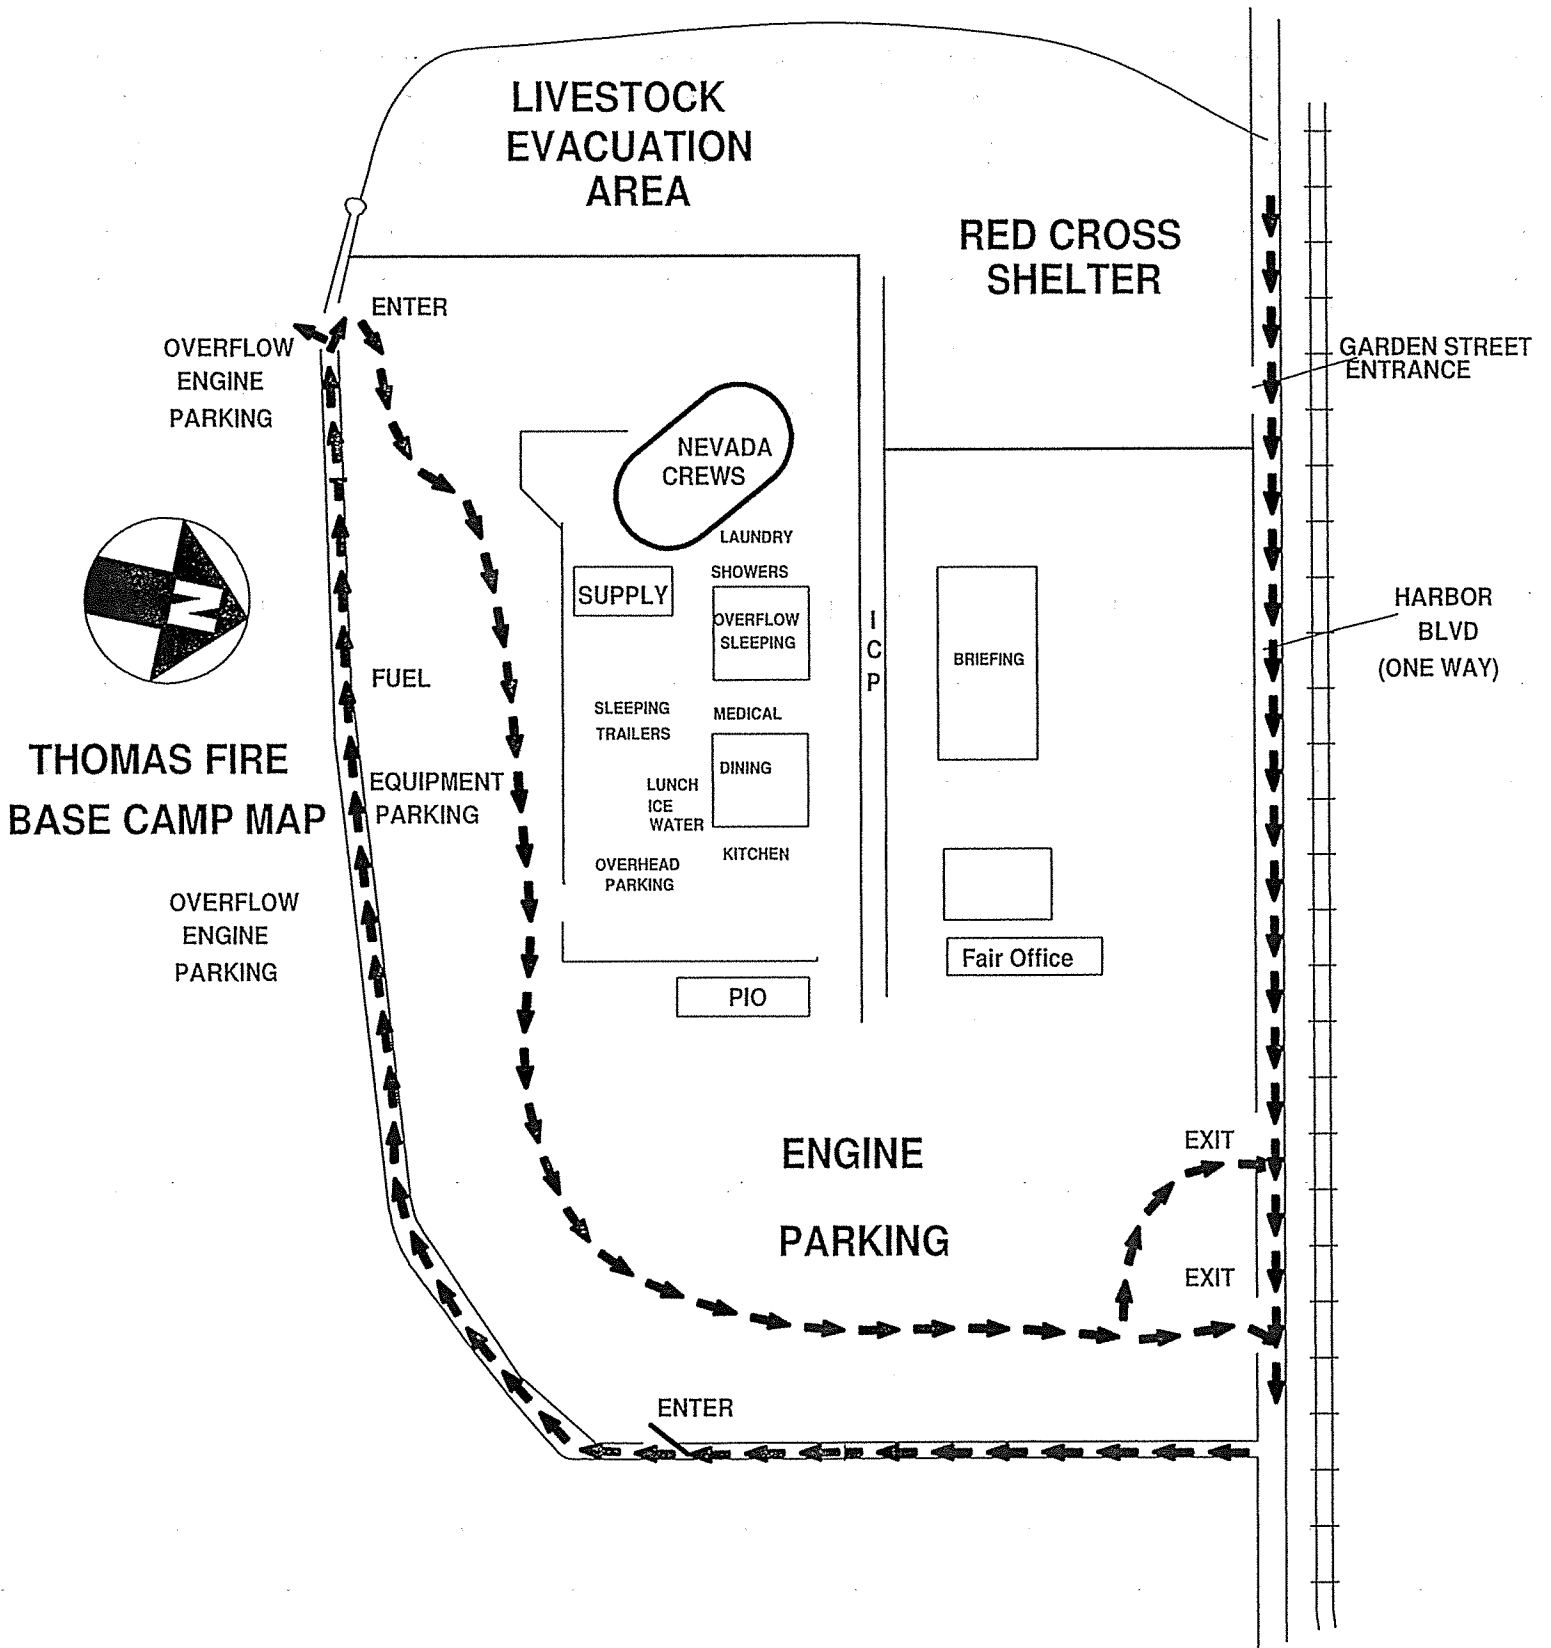 LIVESTOCK
EVACUATION
AREA
RED CROSS
SHELTER
ENTER
OVERFLOW
ENGINE
PARKING
GARDEN STREET
ENTRANCE
NEVADA
CREWS
LAUNDRY
SHOWERS
SUPPLY
OVERFLOW
SLEEPING
I
C
P
BRIEFING
HARBOR
BLVD
(ONE WAY)
N
FUEL
SLEEPING
TRAILERS
MEDICAL
THOMAS FIRE
BASE CAMP MAP
EQUIPMENT
PARKING
DINING
LUNCH
ICE
WATER
KITCHEN
OVERHEAD
PARKING
OVERFLOW
ENGINE
PARKING
Fair Office
PIO
ENGINE
PARKING
EXIT
EXIT
ENTER